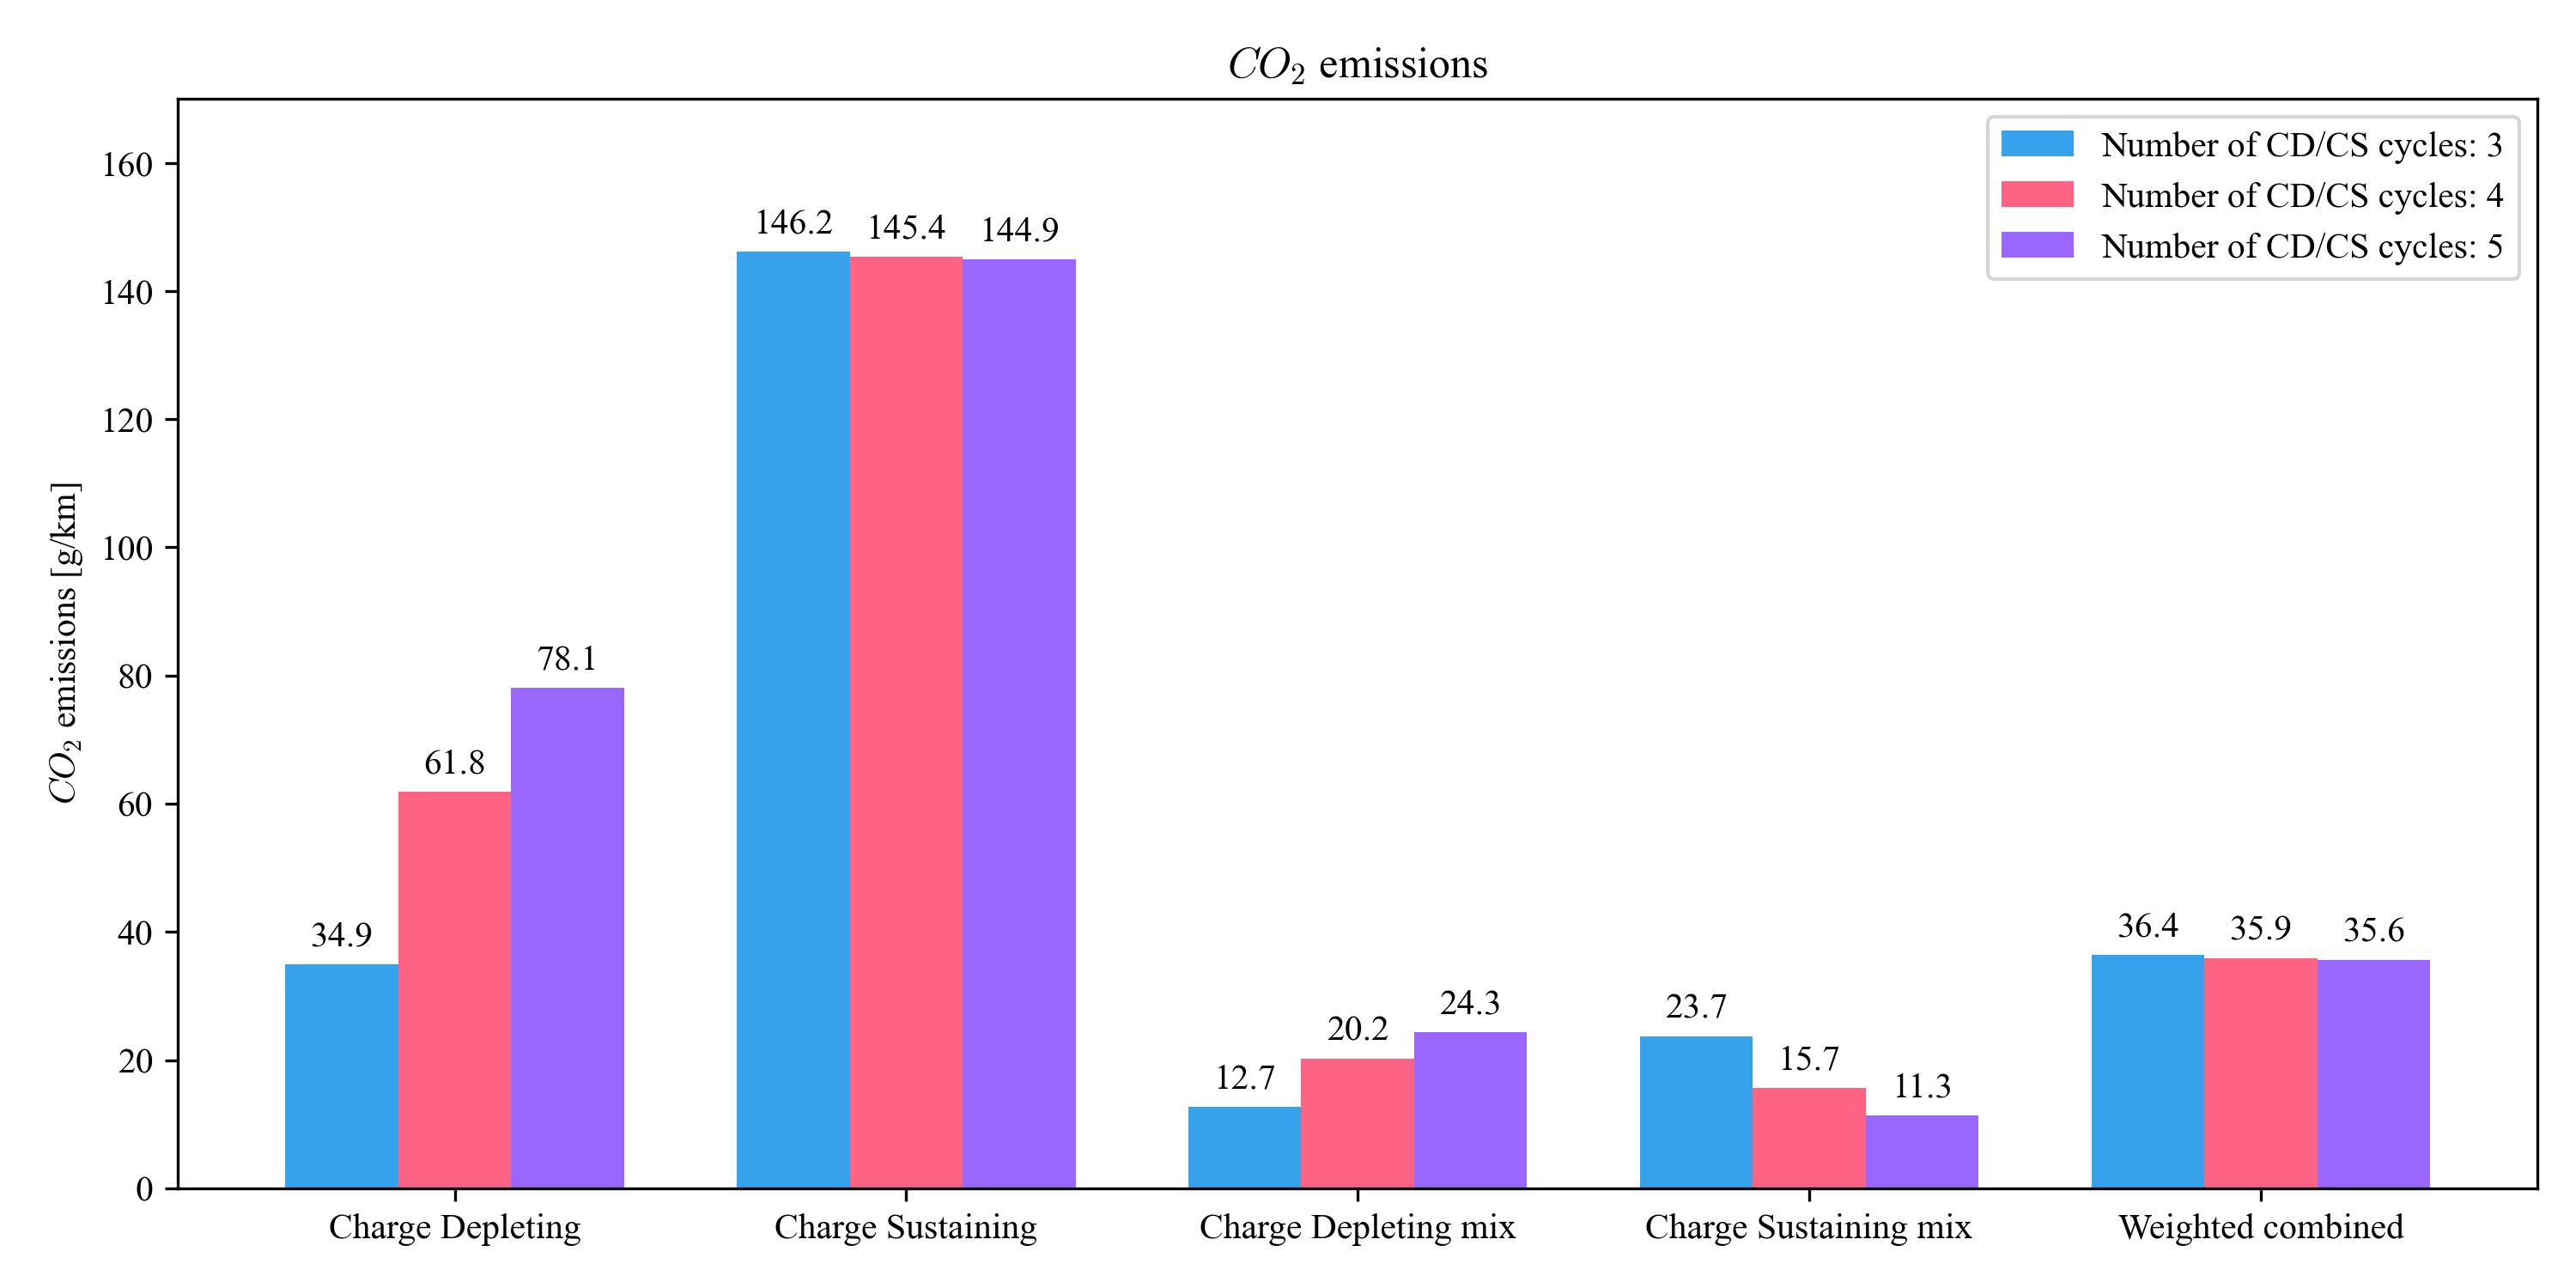 CO₂ emissions
Number of CD/CS cycles: 3
Number of CD/CS cycles: 4
Number of CD/CS cycles: 5
CO₂ emissions [g/km]
160
140
120
100
80
60
40
20
0
34.9
61.8
78.1
146.2
145.4
144.9
12.7
20.2
24.3
23.7
15.7
11.3
36.4
35.9
35.6
Charge Depleting
Charge Sustaining
Charge Depleting mix
Charge Sustaining mix
Weighted combined